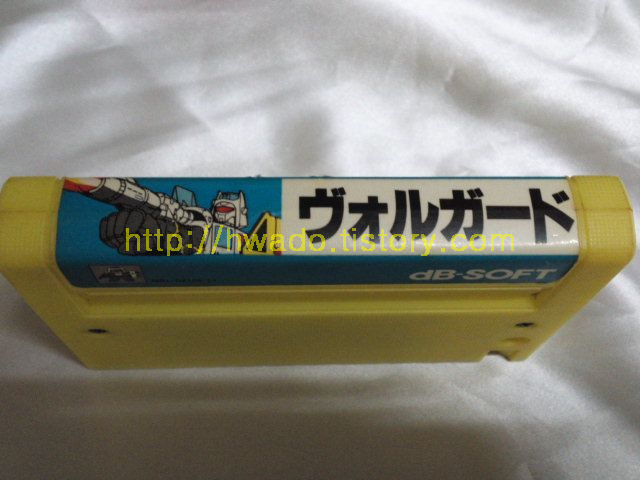 ヴォルガード
http://hwado.tistory.com
dB-SOFT